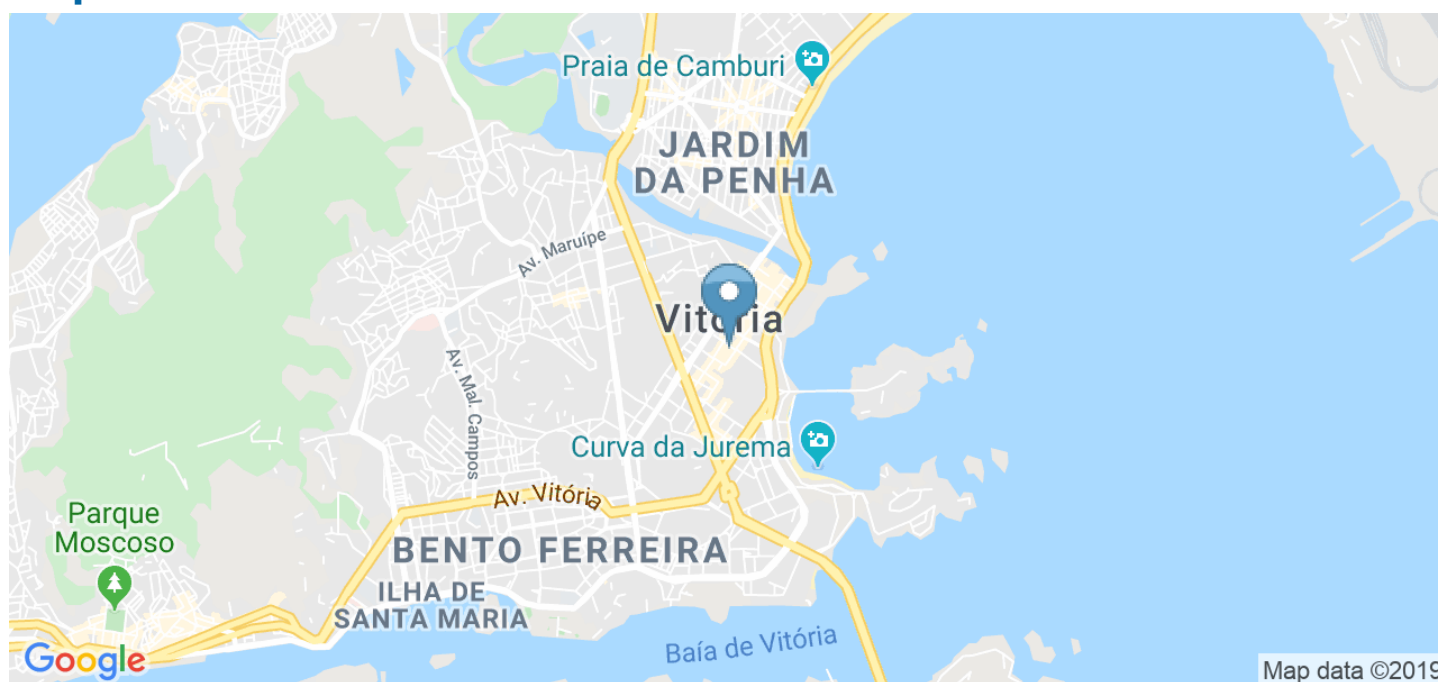 Praia de Camburi
JARDIM
DA PENHA
Av. Maruípe
Vitória
Av. Mal. Campos
Curva da Jurema
Av. Vitória
Parque
Moscoso
BENTO FERREIRA
ILHA DE
SANTA MARIA
Baía de Vitória
Google
Map data ©2019